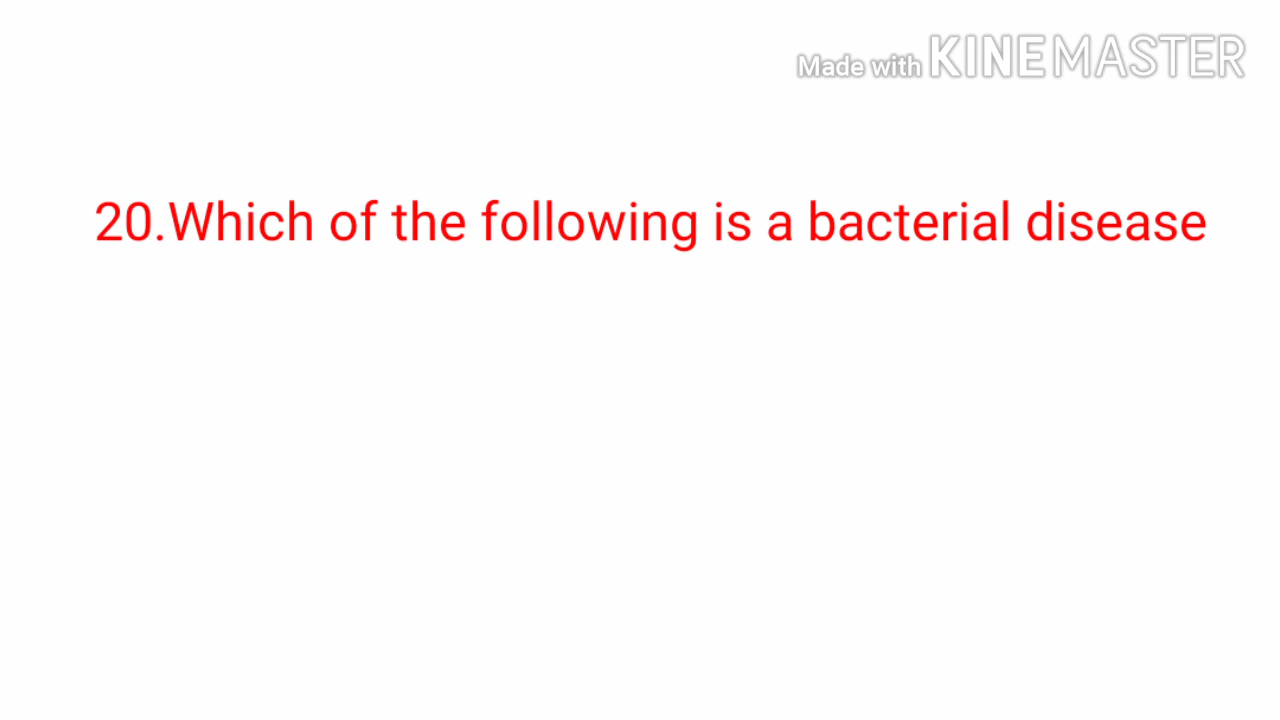 Made with KINEMASTER
20.Which of the following is a bacterial disease